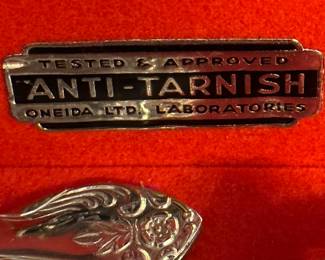 TESTED & APPROVED
ANTI-TARNISH
ONEIDA LTD. LABORATORIES